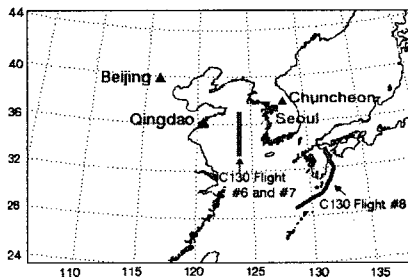 44
40
36
32
28
24
Beijing
Qingdao
Chuncheon
Seoul
C130 Flight
#6 and #7
C130 Flight #8
110 115 120 125 130 135